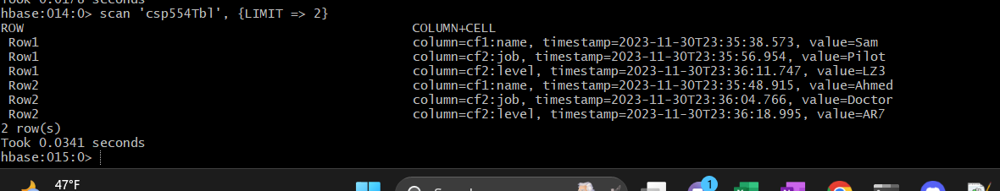 Took 0.0178 seconds
hbase:014:0> scan 'csp554Tbl', {LIMIT => 2}
ROW COLUMN+CELL
Row1 column=cf1:name, timestamp=2023-11-30T23:35:38.573, value=Sam
Row1 column=cf2:job, timestamp=2023-11-30T23:35:56.954, value=Pilot
Row1 column=cf2:level, timestamp=2023-11-30T23:36:11.747, value=LZ3
Row2 column=cf1:name, timestamp=2023-11-30T23:35:48.915, value=Ahmed
Row2 column=cf2:job, timestamp=2023-11-30T23:36:04.766, value=Doctor
Row2 column=cf2:level, timestamp=2023-11-30T23:36:18.995, value=AR7
2 row(s)
Took 0.0341 seconds
hbase:015:0>
47°F
1